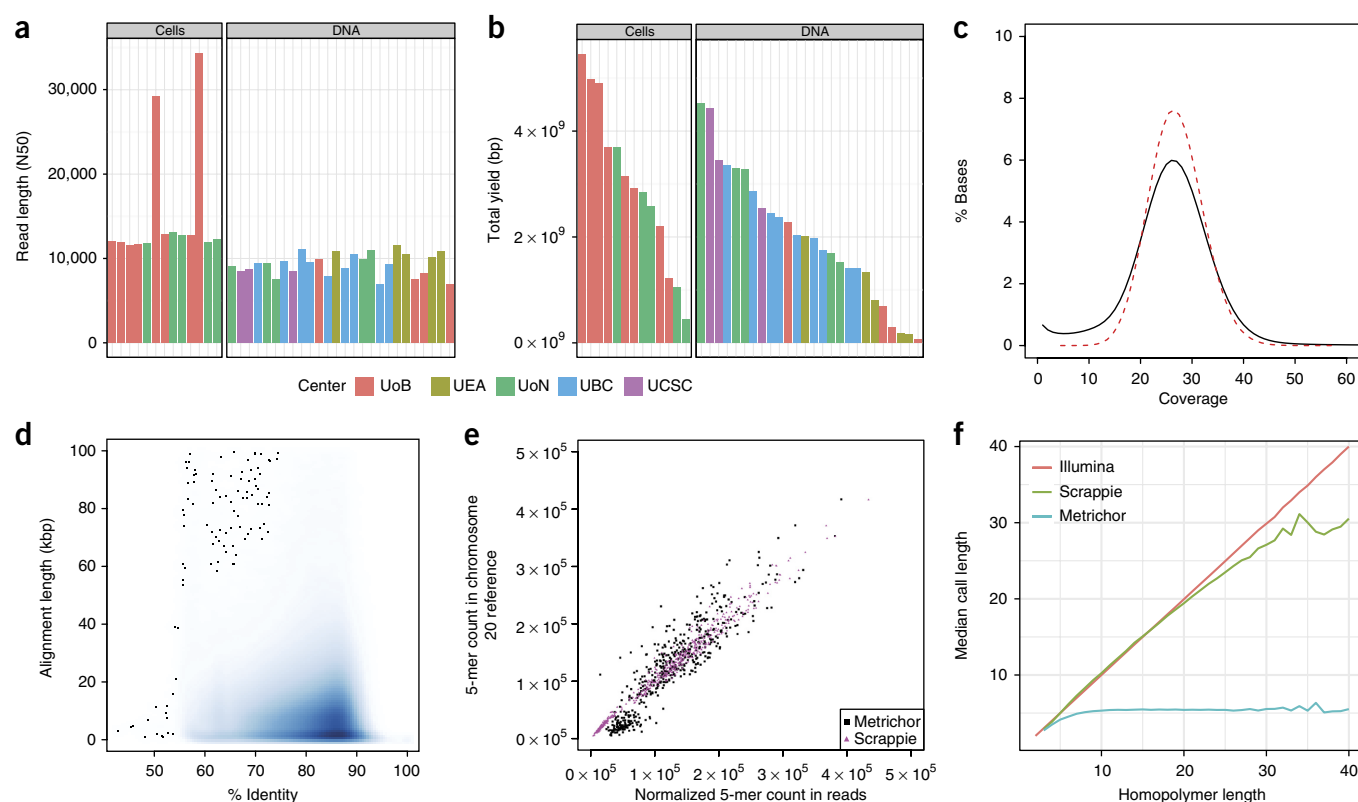 a
Cells
DNA
Read length (N50)
30,000
20,000
10,000
0
b
Cells
DNA
Total yield (bp)
4 × 10⁹
2 × 10⁹
0 × 10⁹
Center
UoB
UEA
UoN
UBC
UCSC
c
% Bases
10
8
6
4
2
0
0 10 20 30 40 50 60
Coverage
d
Alignment length (kbp)
100
80
60
40
20
0
50 60 70 80 90 100
% Identity
e
5-mer count in chromosome
20 reference
5 × 10⁵
4 × 10⁵
3 × 10⁵
2 × 10⁵
1 × 10⁵
0 × 10⁵
Metrichor
Scrappie
0 × 10⁵ 1 × 10⁵ 2 × 10⁵ 3 × 10⁵ 4 × 10⁵ 5 × 10⁵
Normalized 5-mer count in reads
f
Median call length
40
30
20
10
Illumina
Scrappie
Metrichor
10 20 30 40
Homopolymer length